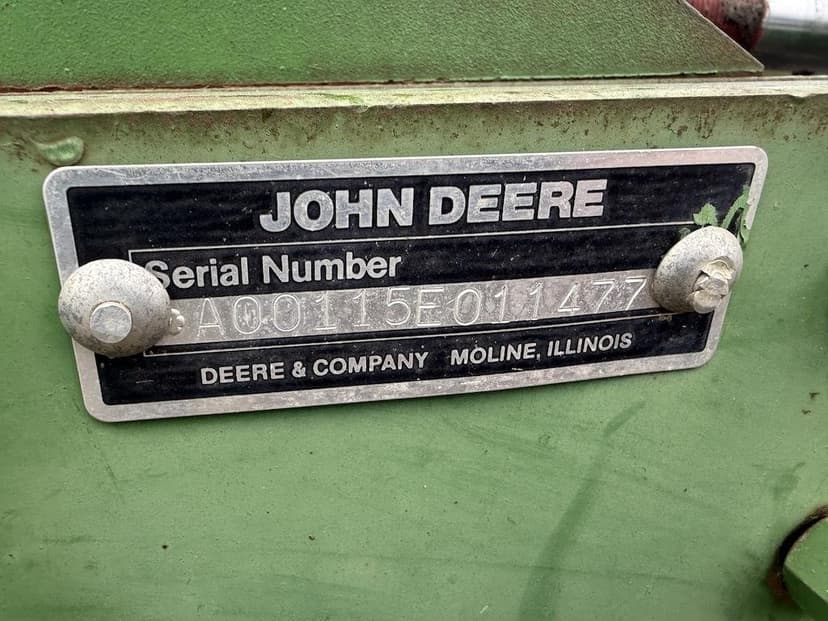 JOHN DEERE
Serial Number
A00115E011477
DEERE & COMPANY MOLINE, ILLINOIS